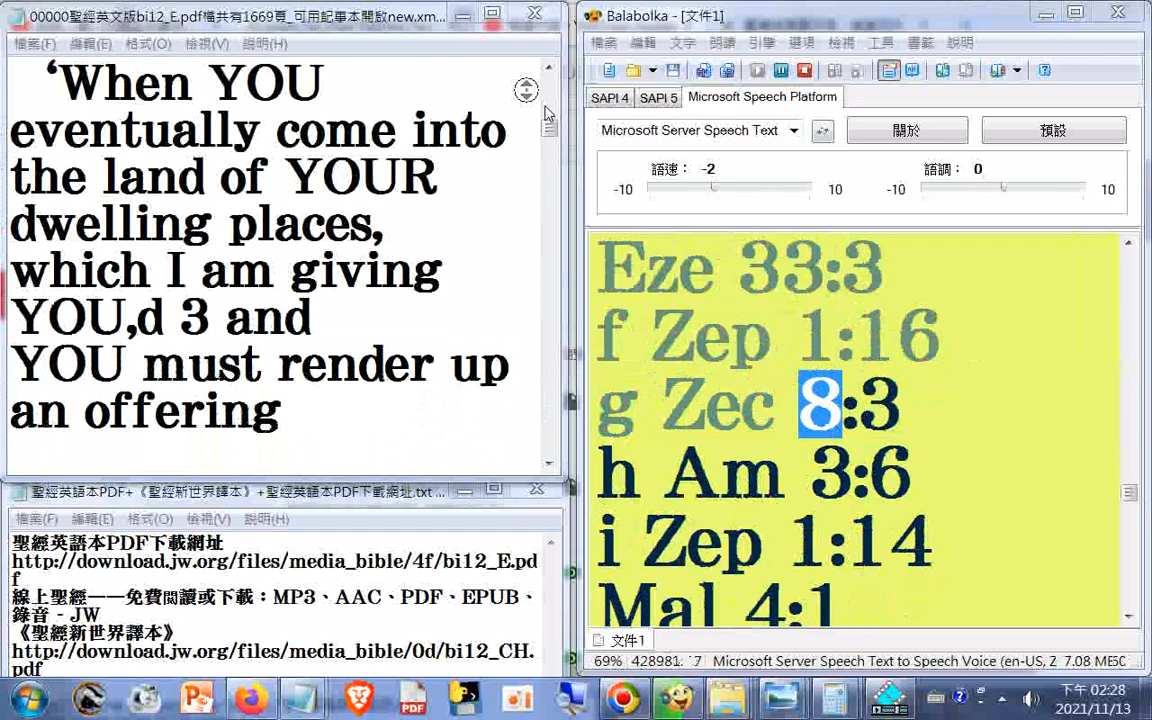 00000聖經英文版bi12_E.pdf檔共有1669頁_可用記事本開啟new.xm...
檔案(F) 編輯(E) 格式(O) 檢視(V) 說明(H)
‘When YOU
eventually come into
the land of YOUR
dwelling places,
which I am giving
YOU,d 3 and
YOU must render up
an offering
聖經英語本PDF+《聖經新世界譯本》+聖經英語本PDF下載網址.txt ...
檔案(F) 編輯(E) 格式(O) 檢視(V) 說明(H)
聖經英語本PDF下載網址
http://download.jw.org/files/media_bible/4f/bi12_E.pd
f
線上聖經——免費閱讀或下載：MP3、AAC、PDF、EPUB、
錄音 - JW
《聖經新世界譯本》
http://download.jw.org/files/media_bible/0d/bi12_CH.
pdf
Balabolka - [文件1]
檔案 編輯 文字 朗讀 引擎 選項 檢視 工具 書籤 說明
SAPI 4 SAPI 5 Microsoft Speech Platform
Microsoft Server Speech Text 關於 預設
語速： -2 語調： 0
-10 10 -10 10
Eze 33:3
f Zep 1:16
g Zec 8:3
h Am 3:6
i Zep 1:14
Mal 4:1
文件1
69% Microsoft Server Speech Text to Speech Voice (en-US, 7.08 ME
下午 02:28
2021/11/13